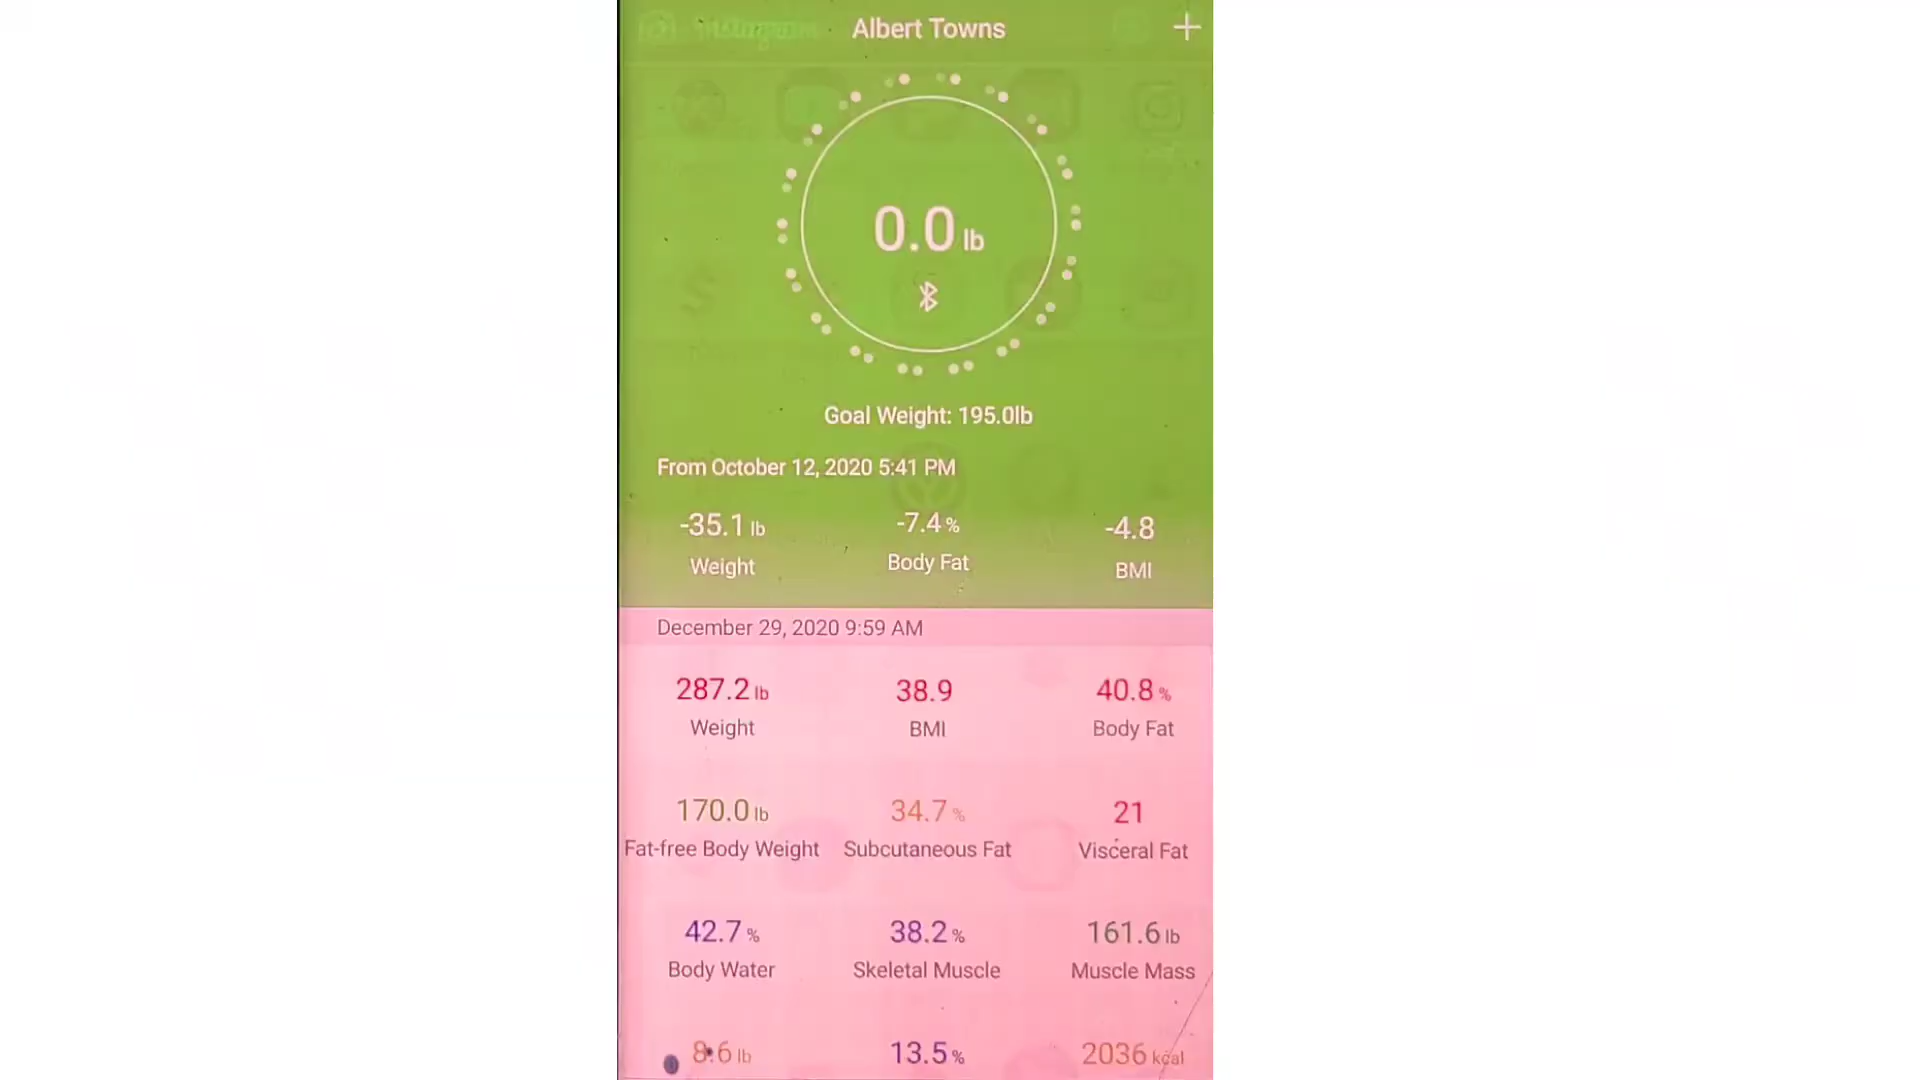 Instagram
Albert Towns
0.0 lb
Goal Weight: 195.0lb
From October 12, 2020 5:41 PM
-35.1 lb -7.4 % -4.8
Weight Body Fat BMI
December 29, 2020 9:59 AM
287.2 lb 38.9 40.8 %
Weight BMI Body Fat
170.0 lb 34.7 % 21
Fat-free Body Weight Subcutaneous Fat Visceral Fat
42.7 % 38.2 % 161.6 lb
Body Water Skeletal Muscle Muscle Mass
8.6 lb 13.5 % 2036 kcal